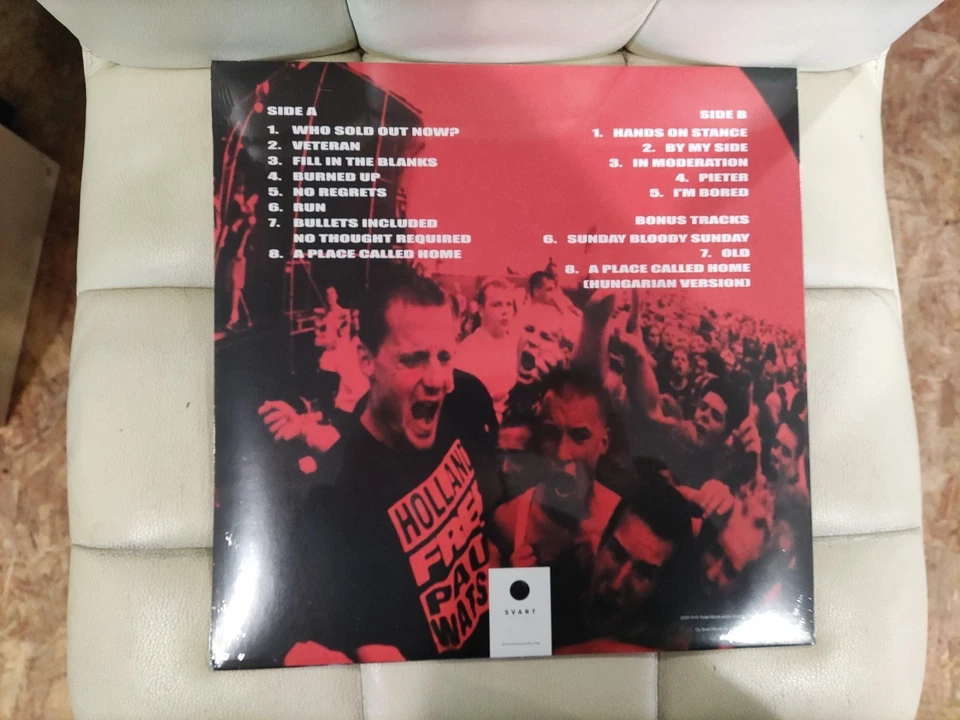 SIDE A
1. WHO SOLD OUT NOW?
2. VETERAN
3. FILL IN THE BLANKS
4. BURNED UP
5. NO REGRETS
6. RUN
7. BULLETS INCLUDED
NO THOUGHT REQUIRED
8. A PLACE CALLED HOME
SIDE B
1. HANDS ON STANCE
2. BY MY SIDE
3. IN MODERATION
4. PIETER
5. I'M BORED
BONUS TRACKS
6. SUNDAY BLOODY SUNDAY
7. OLD
8. A PLACE CALLED HOME
(HUNGARIAN VERSION)
HOLLAND
FREE
PAU
WATS
SVART